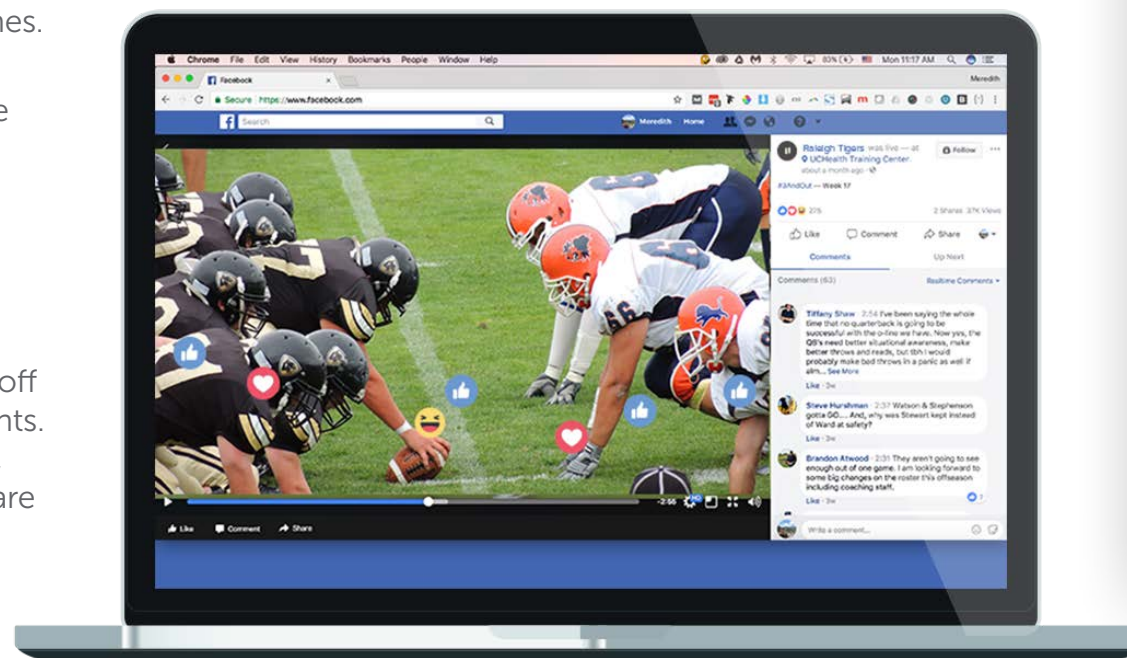 nes.
e
off
nts.
are
Chrome File Edit View History Bookmarks People Window Help
83% Mon 11:17 AM
Facebook
Meredith
Secure https://www.facebook.com
Search
Meredith Home
Raleigh Tigers was live — at
UCHealth Training Center.
about a month ago
Follow
#3AndOut — Week 17
276
2 Shares 37K Views
Like Comment Share
Comments Up Next
Comments (63)
Realtime Comments
Tiffany Shaw · 2:54 I've been saying the whole
time that no quarterback is going to be
successful with the o-line we have. Now yes, the
QB's need better situational awareness, make
better throws and reads, but tbh I would
probably make bad throws in a panic as well if
alm... See More
Like · 3w
Steve Hurshman · 2:37 Watson & Stephenson
gotta GO.... And, why was Stewart kept instead
of Ward at safety?
Like · 3w
Brandon Atwood · 2:31 They aren't going to see
enough out of one game. I am looking forward to
some big changes on the roster this offseason
including coaching staff.
Like · 3w
Write a comment...
66
-2:56
HD
Like Comment Share